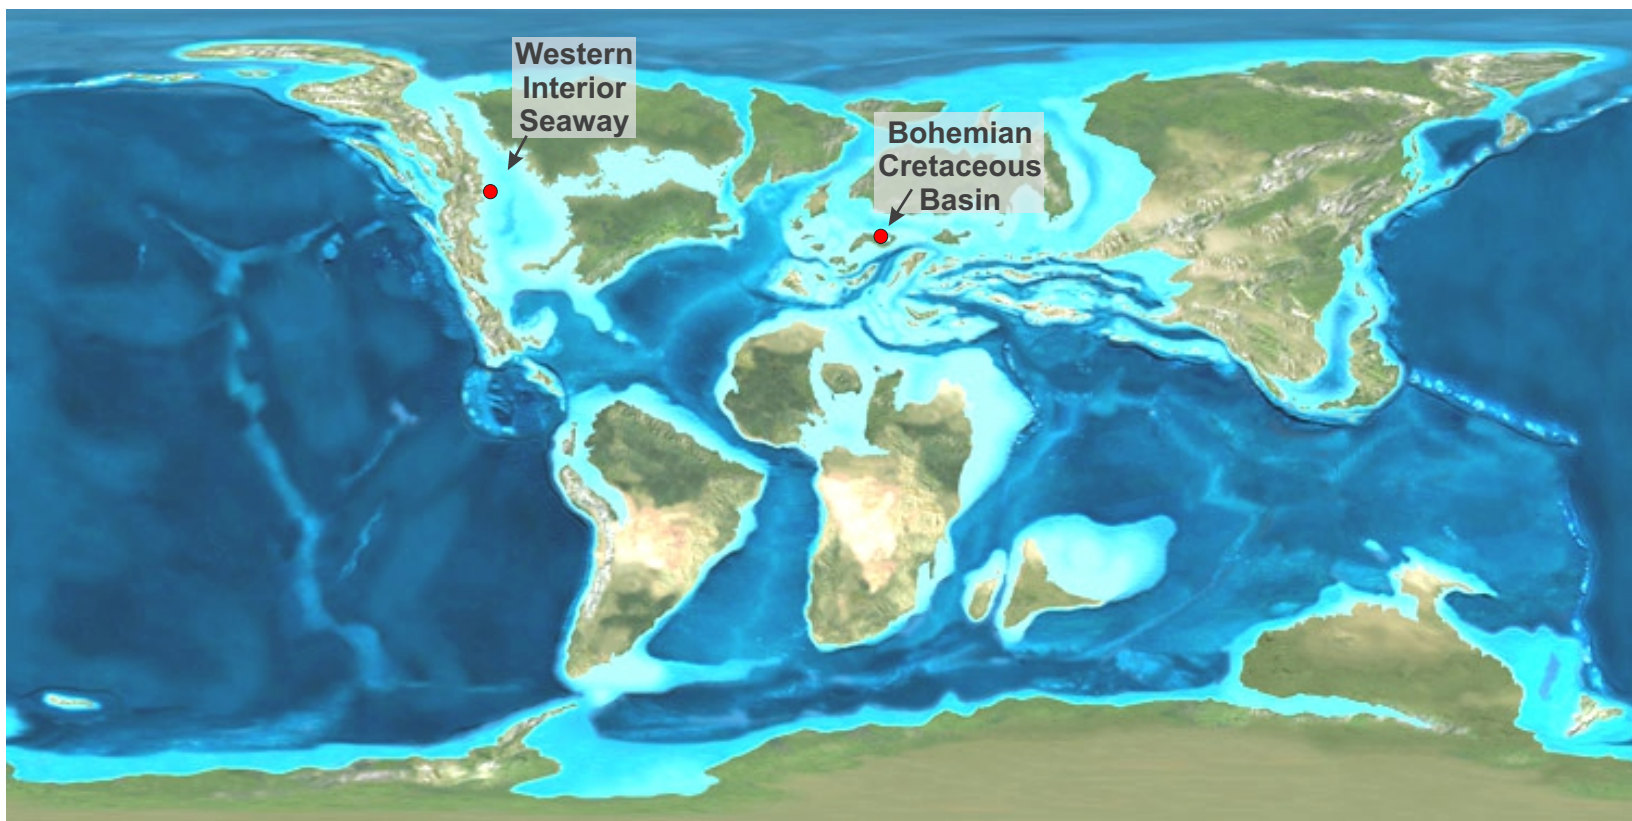 Western
Interior
Seaway
Bohemian
Cretaceous
Basin